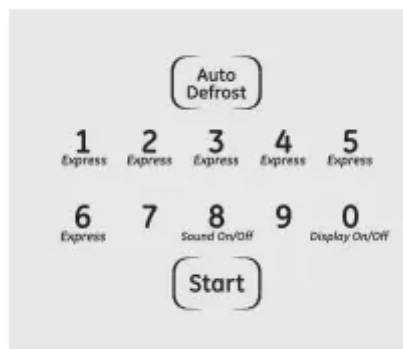 Auto
Defrost
1 2 3 4 5
Express Express Express Express Express
6 7 8 9 0
Express Sound On/Off Display On/Off
Start